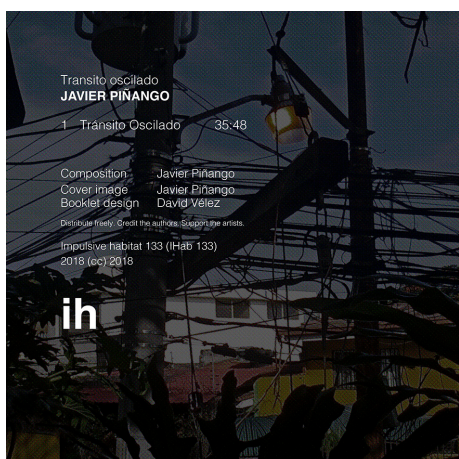 Transito oscilado
JAVIER PIÑANGO
1 Tránsito Oscilado 35:48
Composition Javier Piñango
Cover image Javier Piñango
Booklet design David Vélez
Distribute freely. Credit the authors. Support the artists.
Impulsive habitat 133 (IHab 133)
2018 (cc) 2018
ih